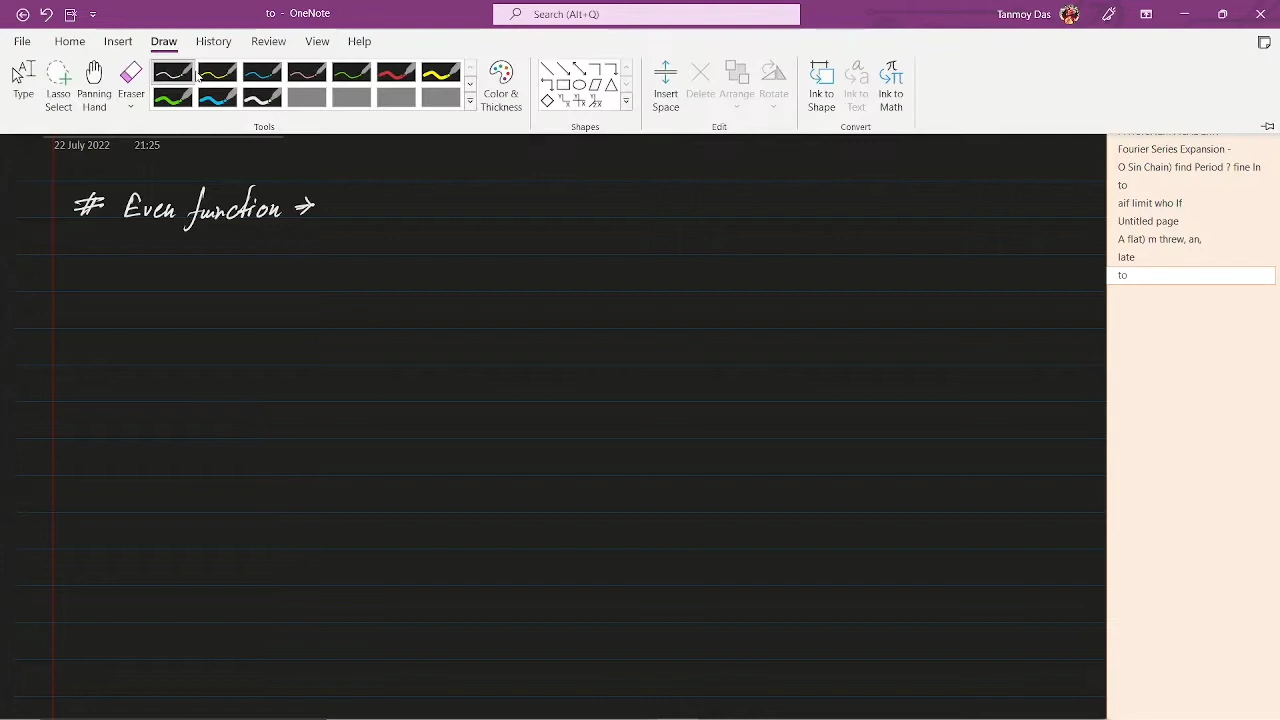 to - OneNote
Search (Alt+Q)
Tanmoy Das
File Home Insert Draw History Review View Help
Type
Lasso Select
Panning Hand
Eraser
Color & Thickness
Insert Space
Delete
Arrange
Rotate
Ink to Shape
Ink to Text
Ink to Math
Tools
Shapes
Edit
Convert
22 July 2022 21:25
# Even function →
Fourier Series Expansion -
O Sin Chain) find Period ? fine In
to
aif limit who If
Untitled page
A flat) m threw, an,
late
to